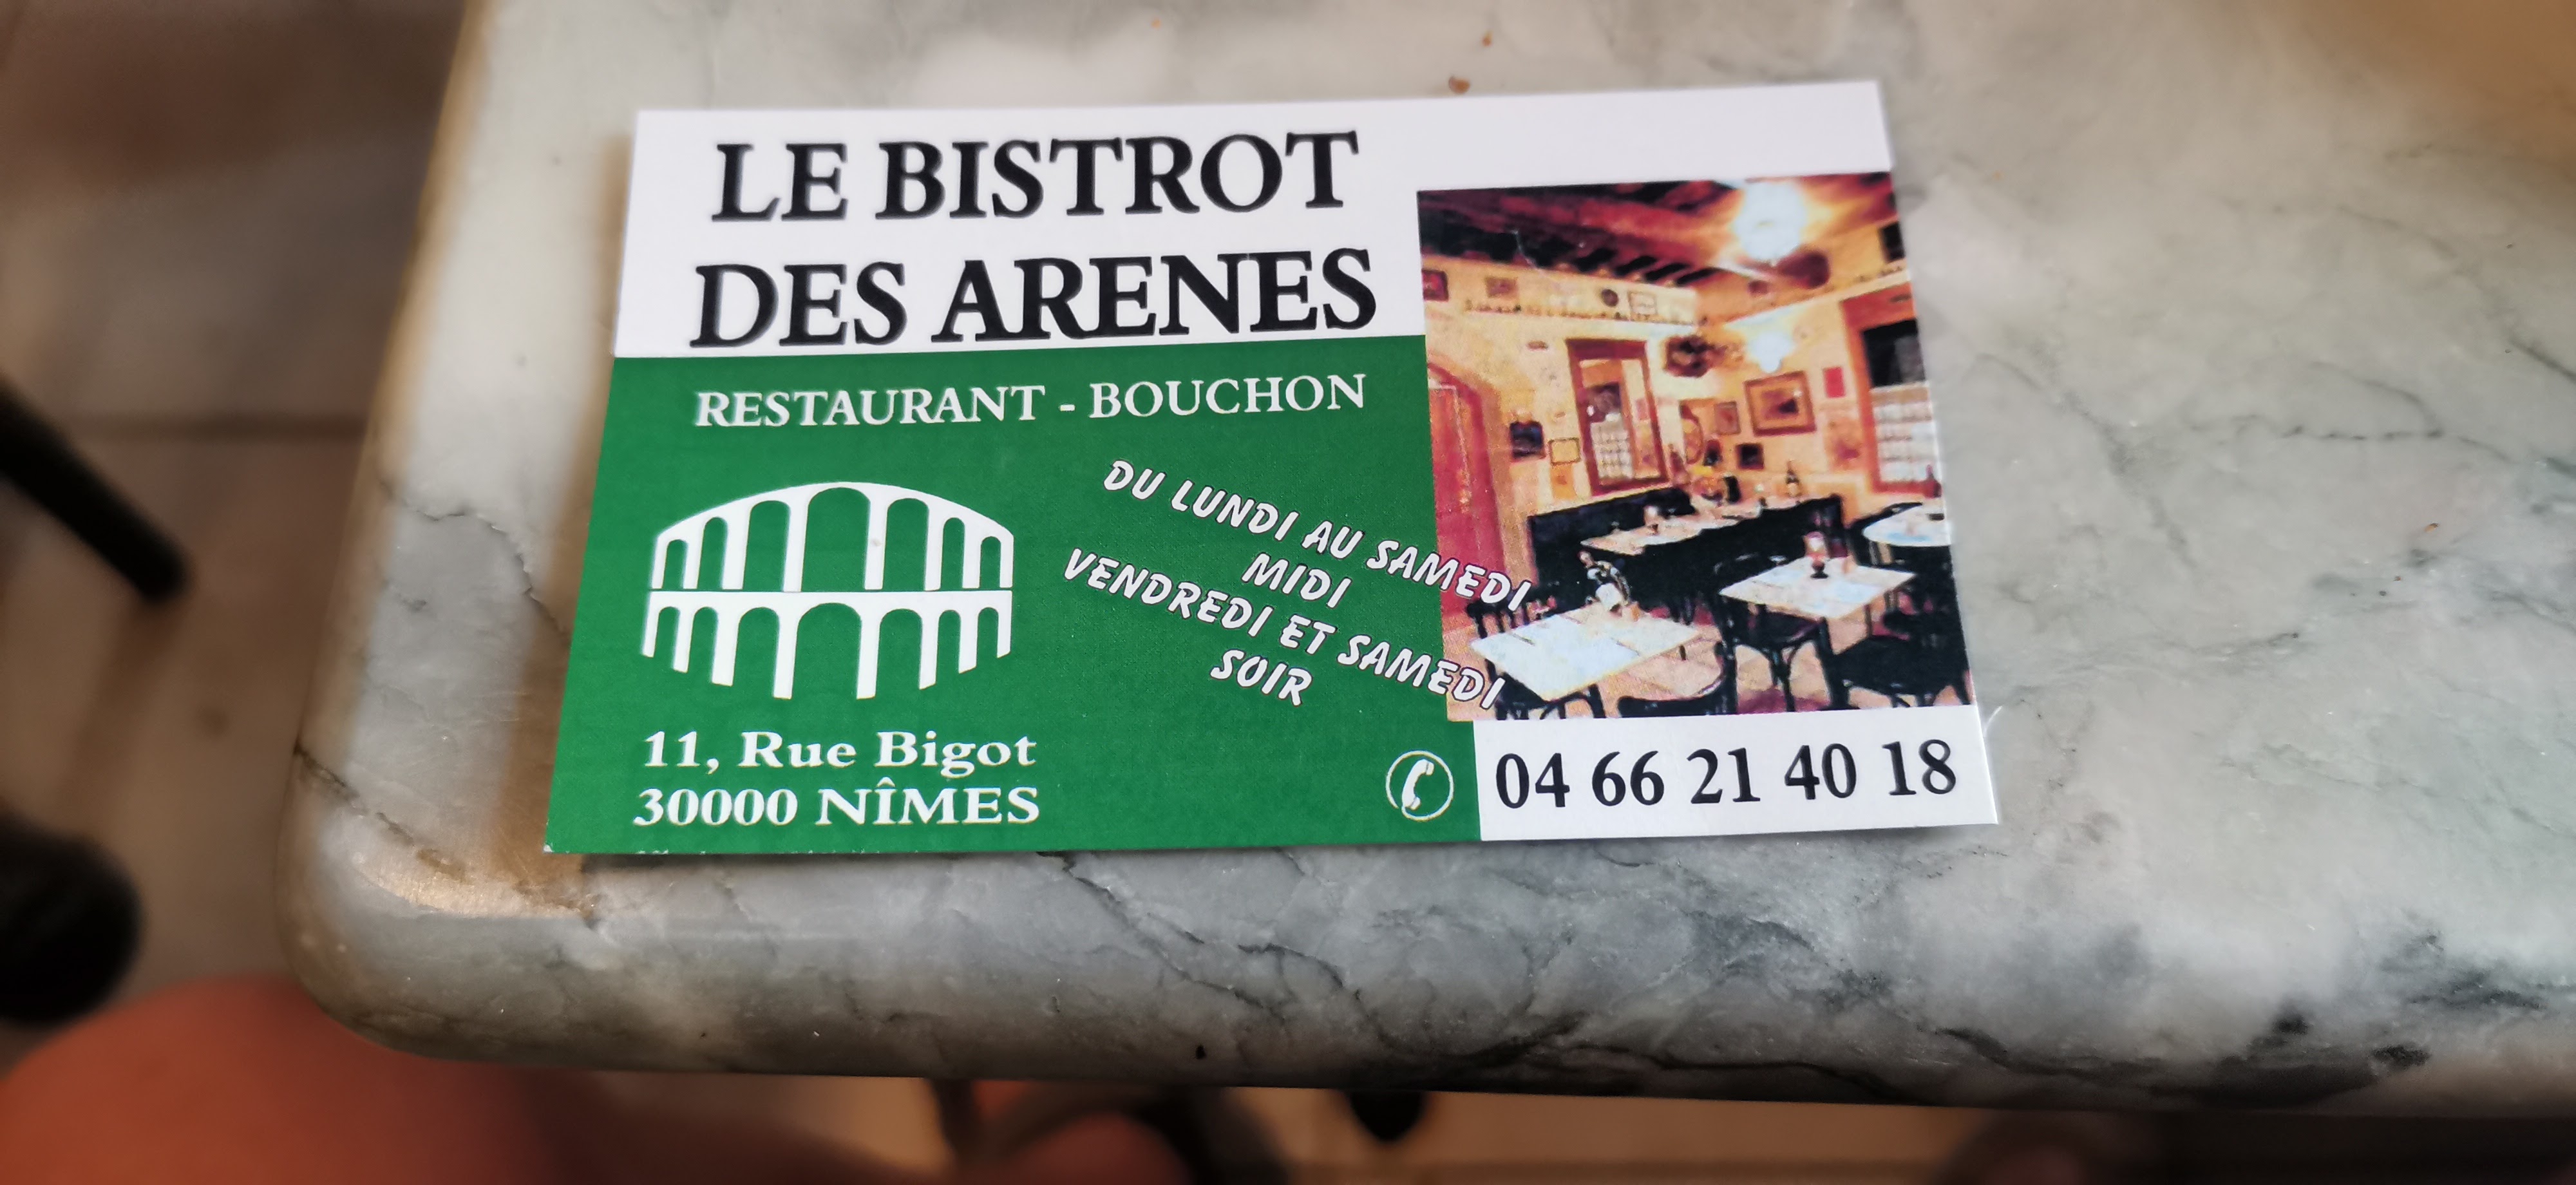 LE BISTROT
DES ARENES
RESTAURANT - BOUCHON
DU LUNDI AU SAMEDI
MIDI
VENDREDI ET SAMEDI
SOIR
11, Rue Bigot
30000 NÎMES
04 66 21 40 18